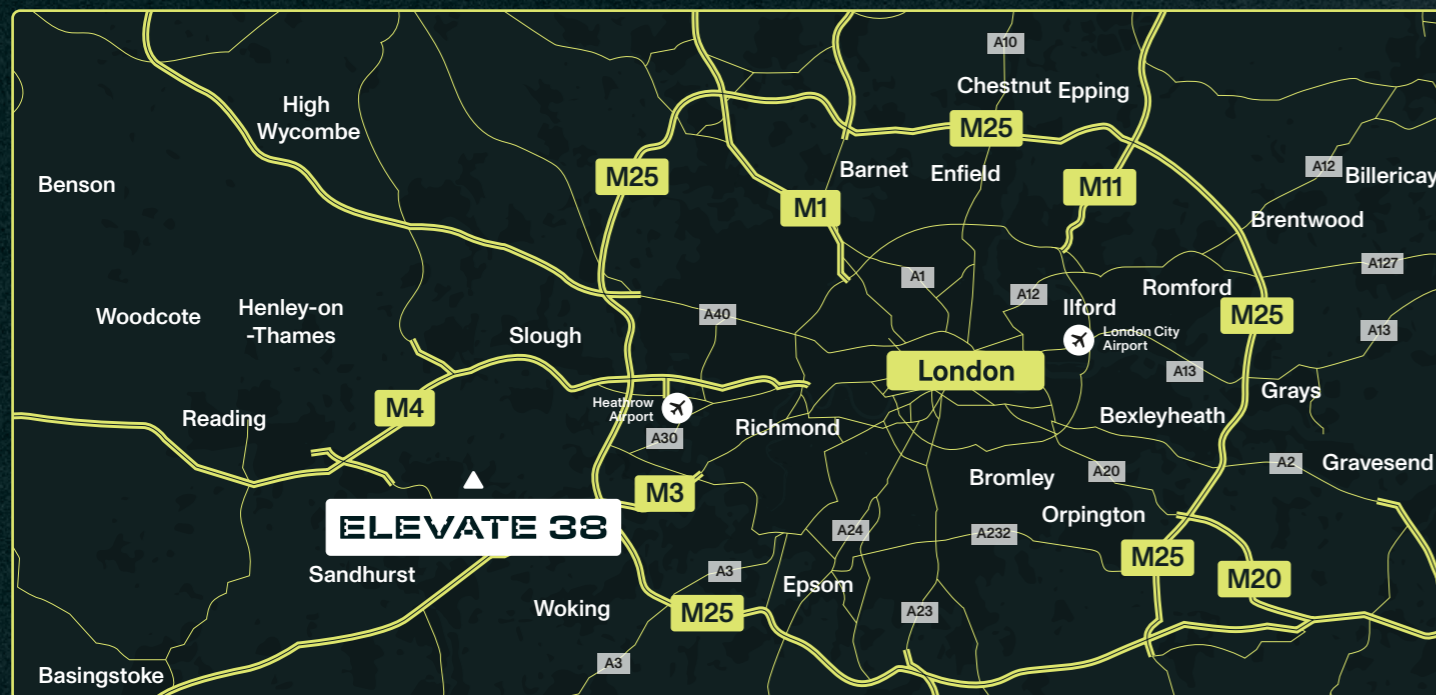 A10
Chestnut
Epping
High
Wycombe
M25
M25
Barnet
Enfield
M11
A12
Billericay
Benson
M1
Brentwood
A1
A127
A12
Romford
Ilford
Woodcote
Henley-on
-Thames
Slough
A40
London City
Airport
M25
A13
London
A13
Grays
M4
Heathrow
Airport
Reading
A30
Richmond
Bexleyheath
A2
Gravesend
Bromley
A20
M3
ELEVATE 38
Orpington
A24
A232
M25
Sandhurst
A3
Epsom
M20
Woking
M25
A23
A3
Basingstoke